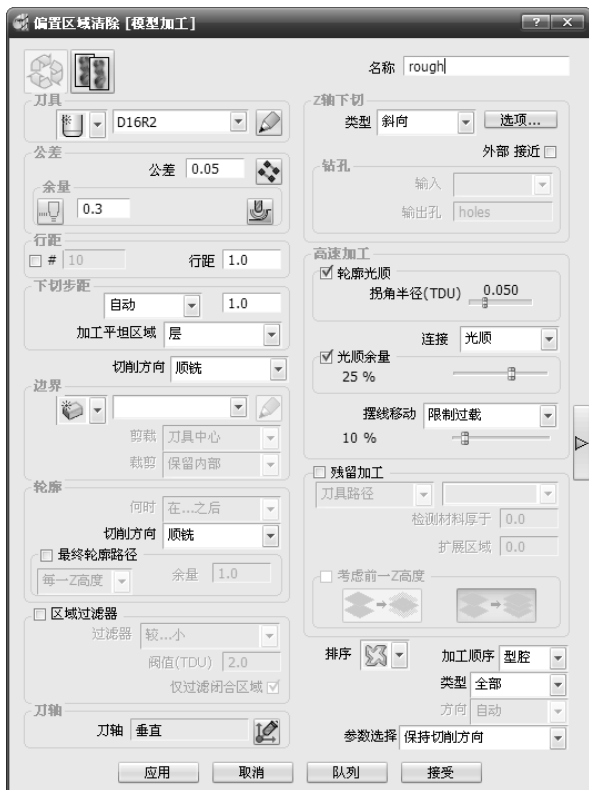 偏置区域清除 [模型加工]
名称 rough
刀具
D16R2
公差
公差 0.05
余量
0.3
行距
# 10 行距 1.0
下切步距
自动 1.0
加工平坦区域 层
切削方向 顺铣
边界
剪裁 刀具中心
裁剪 保留内部
轮廓
何时 在...之后
切削方向 顺铣
最终轮廓路径
每一Z高度 余量 1.0
区域过滤器
过滤器 较...小
阀值(TDU) 2.0
仅过滤闭合区域
刀轴
刀轴 垂直
Z轴下切
类型 斜向 选项...
外部 接近
钻孔
输入
输出孔 holes
高速加工
轮廓光顺
拐角半径(TDU) 0.050
连接 光顺
光顺余量
25 %
摆线移动 限制过载
10 %
残留加工
刀具路径
检测材料厚于 0.0
扩展区域 0.0
考虑前一Z高度
排序 加工顺序 型腔
类型 全部
方向 自动
参数选择 保持切削方向
应用 取消 队列 接受